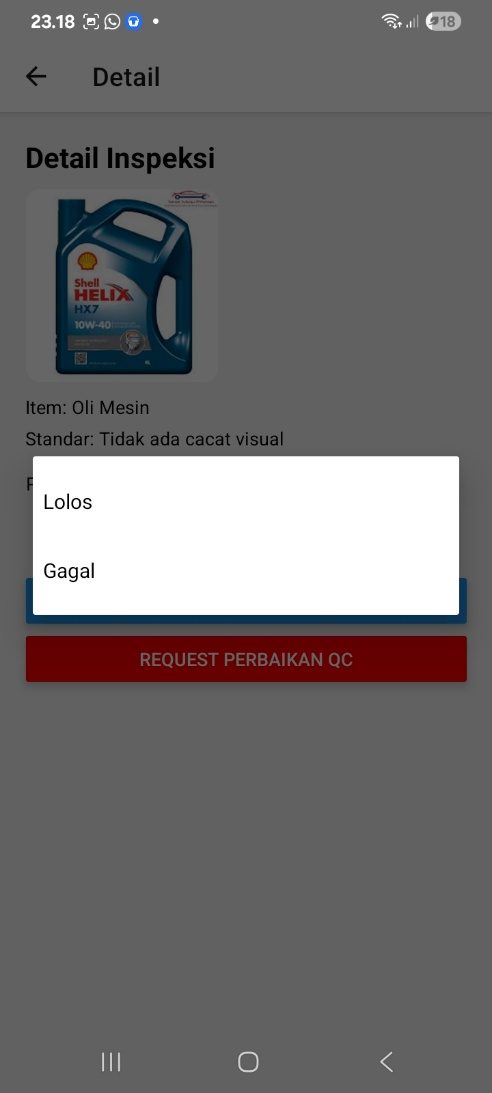 23.18
18
Detail
Detail Inspeksi
Shell
HELIX
HX7
10W-40
Item: Oli Mesin
Standar: Tidak ada cacat visual
Lolos
Gagal
REQUEST PERBAIKAN QC